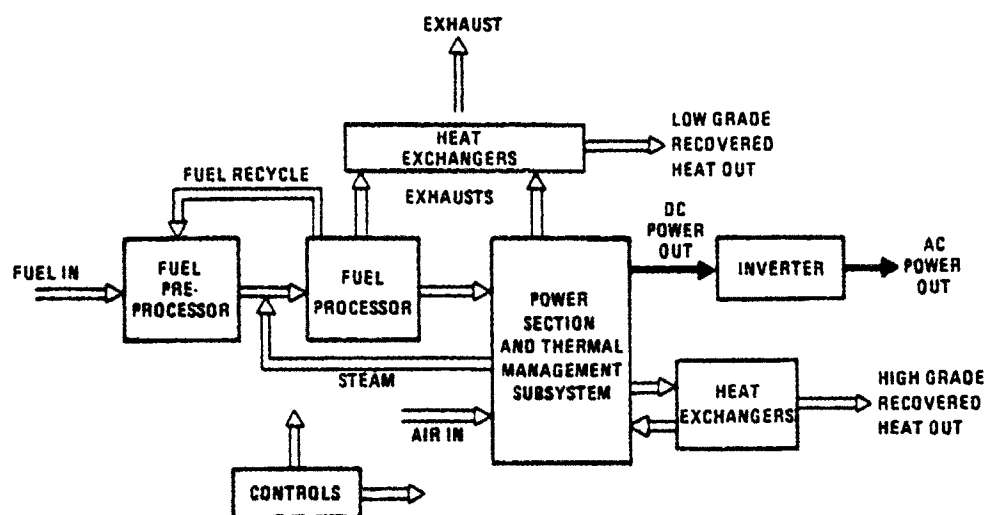 EXHAUST
HEAT
EXCHANGERS
LOW GRADE
RECOVERED
HEAT OUT
FUEL RECYCLE
EXHAUSTS
DC
POWER
OUT
FUEL IN
FUEL
PRE-
PROCESSOR
FUEL
PROCESSOR
POWER
SECTION
AND THERMAL
MANAGEMENT
SUBSYSTEM
INVERTER
AC
POWER
OUT
STEAM
AIR IN
HEAT
EXCHANGERS
HIGH GRADE
RECOVERED
HEAT OUT
CONTROLS